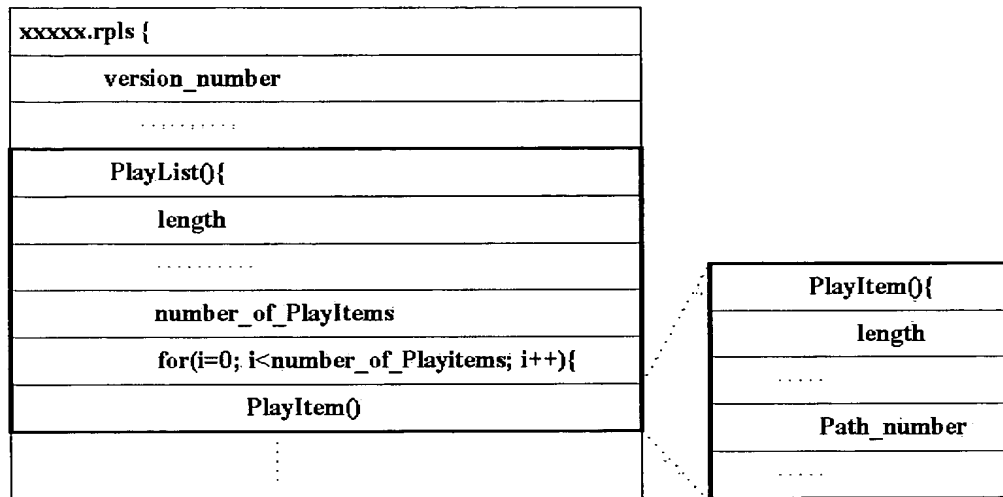 xxxxx.rpls {
version_number
..........
PlayList(){
length
..........
number_of_PlayItems
for(i=0; i<number_of_Playitems; i++){
PlayItem()
PlayItem(){
length
.....
Path_number
.....